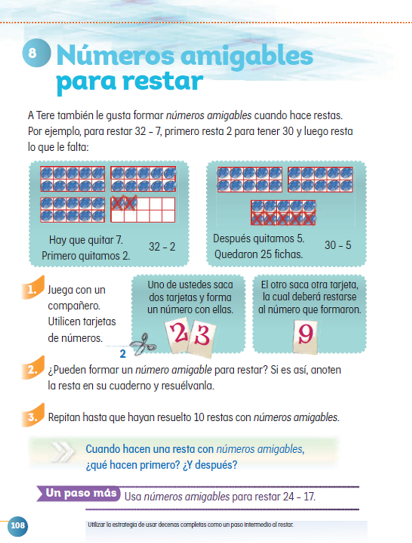 8
Números amigables
para restar
A Tere también le gusta formar números amigables cuando hace restas.
Por ejemplo, para restar 32 – 7, primero resta 2 para tener 30 y luego resta
lo que le falta:
Hay que quitar 7.
Primero quitamos 2.
32 – 2
Después quitamos 5.
Quedaron 25 fichas.
30 – 5
1. Juega con un
compañero.
Utilicen tarjetas
de números.
2
Uno de ustedes saca
dos tarjetas y forma
un número con ellas.
2 3
El otro saca otra tarjeta,
la cual deberá restarse
al número que formaron.
9
2. ¿Pueden formar un número amigable para restar? Si es así, anoten
la resta en su cuaderno y resuélvanla.
3. Repitan hasta que hayan resuelto 10 restas con números amigables.
Cuando hacen una resta con números amigables,
¿qué hacen primero? ¿Y después?
Un paso más Usa números amigables para restar 24 – 17.
108
Utilizar la estrategia de usar decenas completas como un paso intermedio al restar.